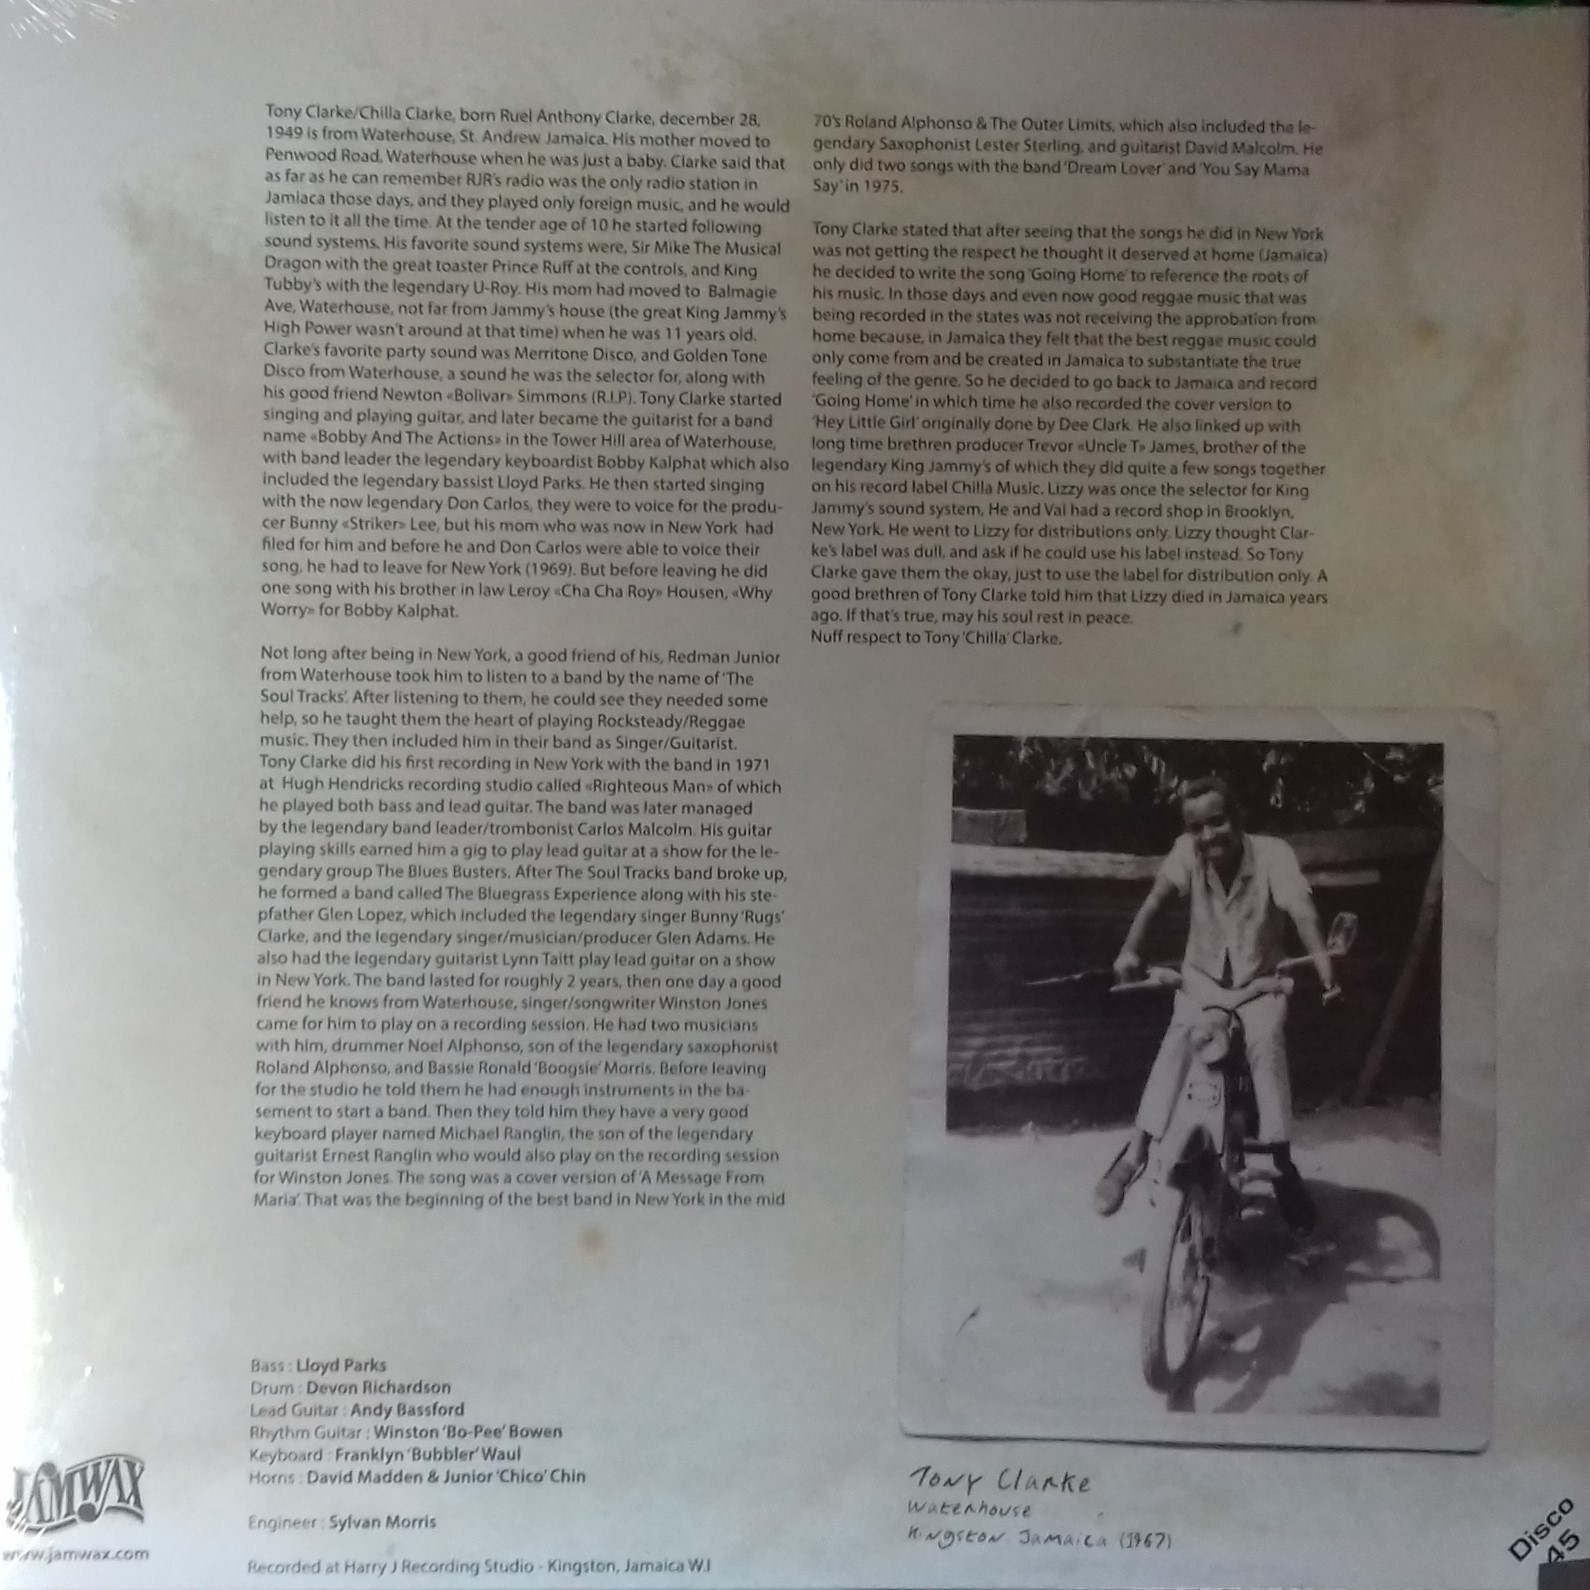 Tony Clarke/Chilla Clarke, born Ruel Anthony Clarke, december 28,
1949 is from Waterhouse, St. Andrew Jamaica. His mother moved to
Penwood Road, Waterhouse when he was just a baby. Clarke said that
as far as he can remember RJR's radio was the only radio station in
Jamiaca those days, and they played only foreign music, and he would
listen to it all the time. At the tender age of 10 he started following
sound systems. His favorite sound systems were, Sir Mike The Musical
Dragon with the great toaster Prince Ruff at the controls, and King
Tubby's with the legendary U-Roy. His mom had moved to Balmagie
Ave, Waterhouse, not far from Jammy's house (the great King Jammy's
High Power wasn't around at that time) when he was 11 years old.
Clarke's favorite party sound was Merritone Disco, and Golden Tone
Disco from Waterhouse, a sound he was the selector for, along with
his good friend Newton «Bolivar» Simmons (R.I.P). Tony Clarke started
singing and playing guitar, and later became the guitarist for a band
name «Bobby And The Actions» in the Tower Hill area of Waterhouse,
with band leader the legendary keyboardist Bobby Kalphat which also
included the legendary bassist Lloyd Parks. He then started singing
with the now legendary Don Carlos, they were to voice for the produ-
cer Bunny «Striker» Lee, but his mom who was now in New York had
filed for him and before he and Don Carlos were able to voice their
song, he had to leave for New York (1969). But before leaving he did
one song with his brother in law Leroy «Cha Cha Roy» Housen, «Why
Worry» for Bobby Kalphat.

Not long after being in New York, a good friend of his, Redman Junior
from Waterhouse took him to listen to a band by the name of 'The
Soul Tracks'. After listening to them, he could see they needed some
help, so he taught them the heart of playing Rocksteady/Reggae
music. They then included him in their band as Singer/Guitarist.
Tony Clarke did his first recording in New York with the band in 1971
at Hugh Hendricks recording studio called «Righteous Man» of which
he played both bass and lead guitar. The band was later managed
by the legendary band leader/trombonist Carlos Malcolm. His guitar
playing skills earned him a gig to play lead guitar at a show for the le-
gendary group The Blues Busters. After The Soul Tracks band broke up,
he formed a band called The Bluegrass Experience along with his ste-
pfather Glen Lopez, which included the legendary singer Bunny 'Rugs'
Clarke, and the legendary singer/musician/producer Glen Adams. He
also had the legendary guitarist Lynn Taitt play lead guitar on a show
in New York. The band lasted for roughly 2 years, then one day a good
friend he knows from Waterhouse, singer/songwriter Winston Jones
came for him to play on a recording session. He had two musicians
with him, drummer Noel Alphonso, son of the legendary saxophonist
Roland Alphonso, and Bassie Ronald 'Boogsie' Morris. Before leaving
for the studio he told them he had enough instruments in the ba-
sement to start a band. Then they told him they have a very good
keyboard player named Michael Ranglin, the son of the legendary
guitarist Ernest Ranglin who would also play on the recording session
for Winston Jones. The song was a cover version of 'A Message From
Maria'. That was the beginning of the best band in New York in the mid
70's Roland Alphonso & The Outer Limits, which also included the le-
gendary Saxophonist Lester Sterling, and guitarist David Malcolm. He
only did two songs with the band 'Dream Lover' and 'You Say Mama
Say' in 1975.

Tony Clarke stated that after seeing that the songs he did in New York
was not getting the respect he thought it deserved at home (Jamaica)
he decided to write the song 'Going Home' to reference the roots of
his music. In those days and even now good reggae music that was
being recorded in the states was not receiving the approbation from
home because, in Jamaica they felt that the best reggae music could
only come from and be created in Jamaica to substantiate the true
feeling of the genre. So he decided to go back to Jamaica and record
'Going Home' in which time he also recorded the cover version to
'Hey Little Girl' originally done by Dee Clark. He also linked up with
long time brethren producer Trevor «Uncle T» James, brother of the
legendary King Jammy's of which they did quite a few songs together
on his record label Chilla Music. Lizzy was once the selector for King
Jammy's sound system, He and Val had a record shop in Brooklyn,
New York. He went to Lizzy for distributions only. Lizzy thought Clar-
ke's label was dull, and ask if he could use his label instead. So Tony
Clarke gave them the okay, just to use the label for distribution only. A
good brethren of Tony Clarke told him that Lizzy died in Jamaica years
ago. If that's true, may his soul rest in peace.
Nuff respect to Tony 'Chilla' Clarke.

Bass : Lloyd Parks
Drum : Devon Richardson
Lead Guitar : Andy Bassford
Rhythm Guitar : Winston 'Bo-Pee' Bowen
Keyboard : Franklyn 'Bubbler' Waul
Horns : David Madden & Junior 'Chico' Chin

Engineer : Sylvan Morris

Recorded at Harry J Recording Studio - Kingston, Jamaica W.I

JAMWAX
www.jamwax.com

Tony Clarke
Waterhouse
Kingston Jamaica (1967)

Disco
45